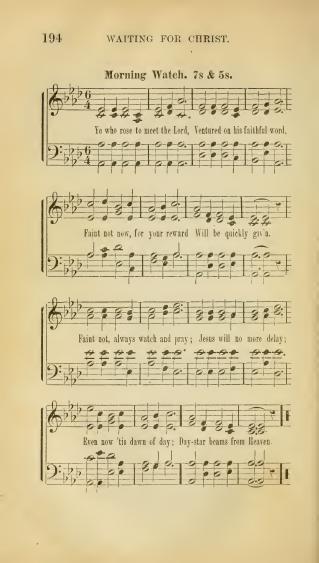 194 WAITING FOR CHRIST.
Morning Watch. 7s & 5s.
Ye who rose to meet the Lord, Ventured on his faithful word,
Faint not now, for your reward Will be quickly giv'n.
Faint not, always watch and pray; Jesus will no more delay;
Even now 'tis dawn of day; Day-star beams from Heaven.